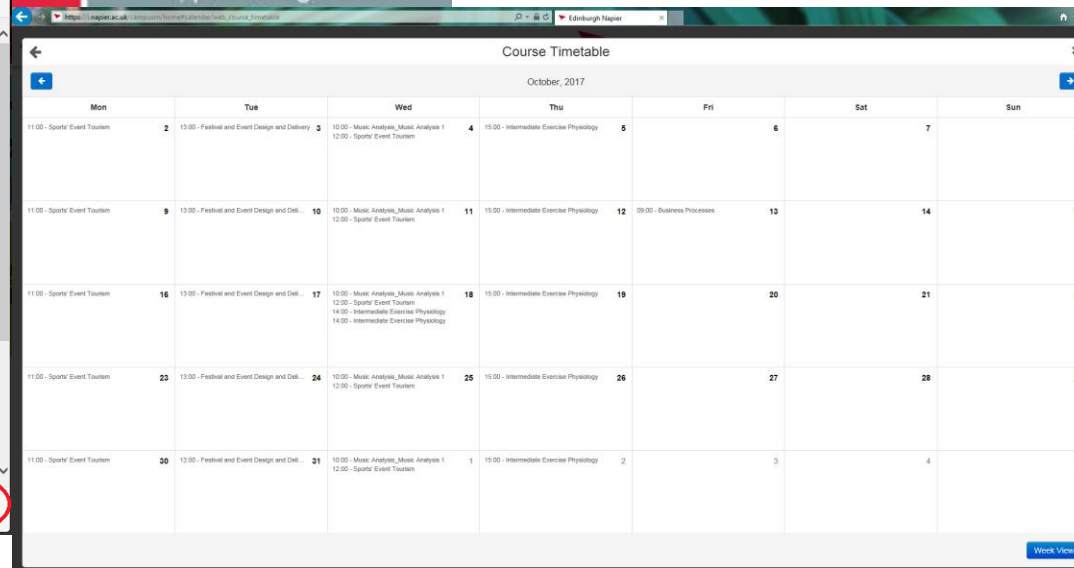 https://i.napier.ac.uk/campusm/home#calendar/web_course_timetable
Edinburgh Napier
Course Timetable
October, 2017
Mon Tue Wed Thu Fri Sat Sun
11:00 - Sports' Event Tourism 2
13:00 - Festival and Event Design and Delivery 3
10:00 - Music Analysis_Music Analysis 1 4
12:00 - Sports' Event Tourism
15:00 - Intermediate Exercise Physiology 5
6
7
11:00 - Sports' Event Tourism 9
13:00 - Festival and Event Design and Deli... 10
10:00 - Music Analysis_Music Analysis 1 11
12:00 - Sports' Event Tourism
15:00 - Intermediate Exercise Physiology 12
09:00 - Business Processes 13
14
11:00 - Sports' Event Tourism 16
13:00 - Festival and Event Design and Deli... 17
10:00 - Music Analysis_Music Analysis 1 18
12:00 - Sports' Event Tourism
14:00 - Intermediate Exercise Physiology
14:00 - Intermediate Exercise Physiology
15:00 - Intermediate Exercise Physiology 19
20
21
11:00 - Sports' Event Tourism 23
13:00 - Festival and Event Design and Deli... 24
10:00 - Music Analysis_Music Analysis 1 25
12:00 - Sports' Event Tourism
15:00 - Intermediate Exercise Physiology 26
27
28
11:00 - Sports' Event Tourism 30
13:00 - Festival and Event Design and Deli... 31
10:00 - Music Analysis_Music Analysis 1 1
12:00 - Sports' Event Tourism
15:00 - Intermediate Exercise Physiology 2
3
4
Week View